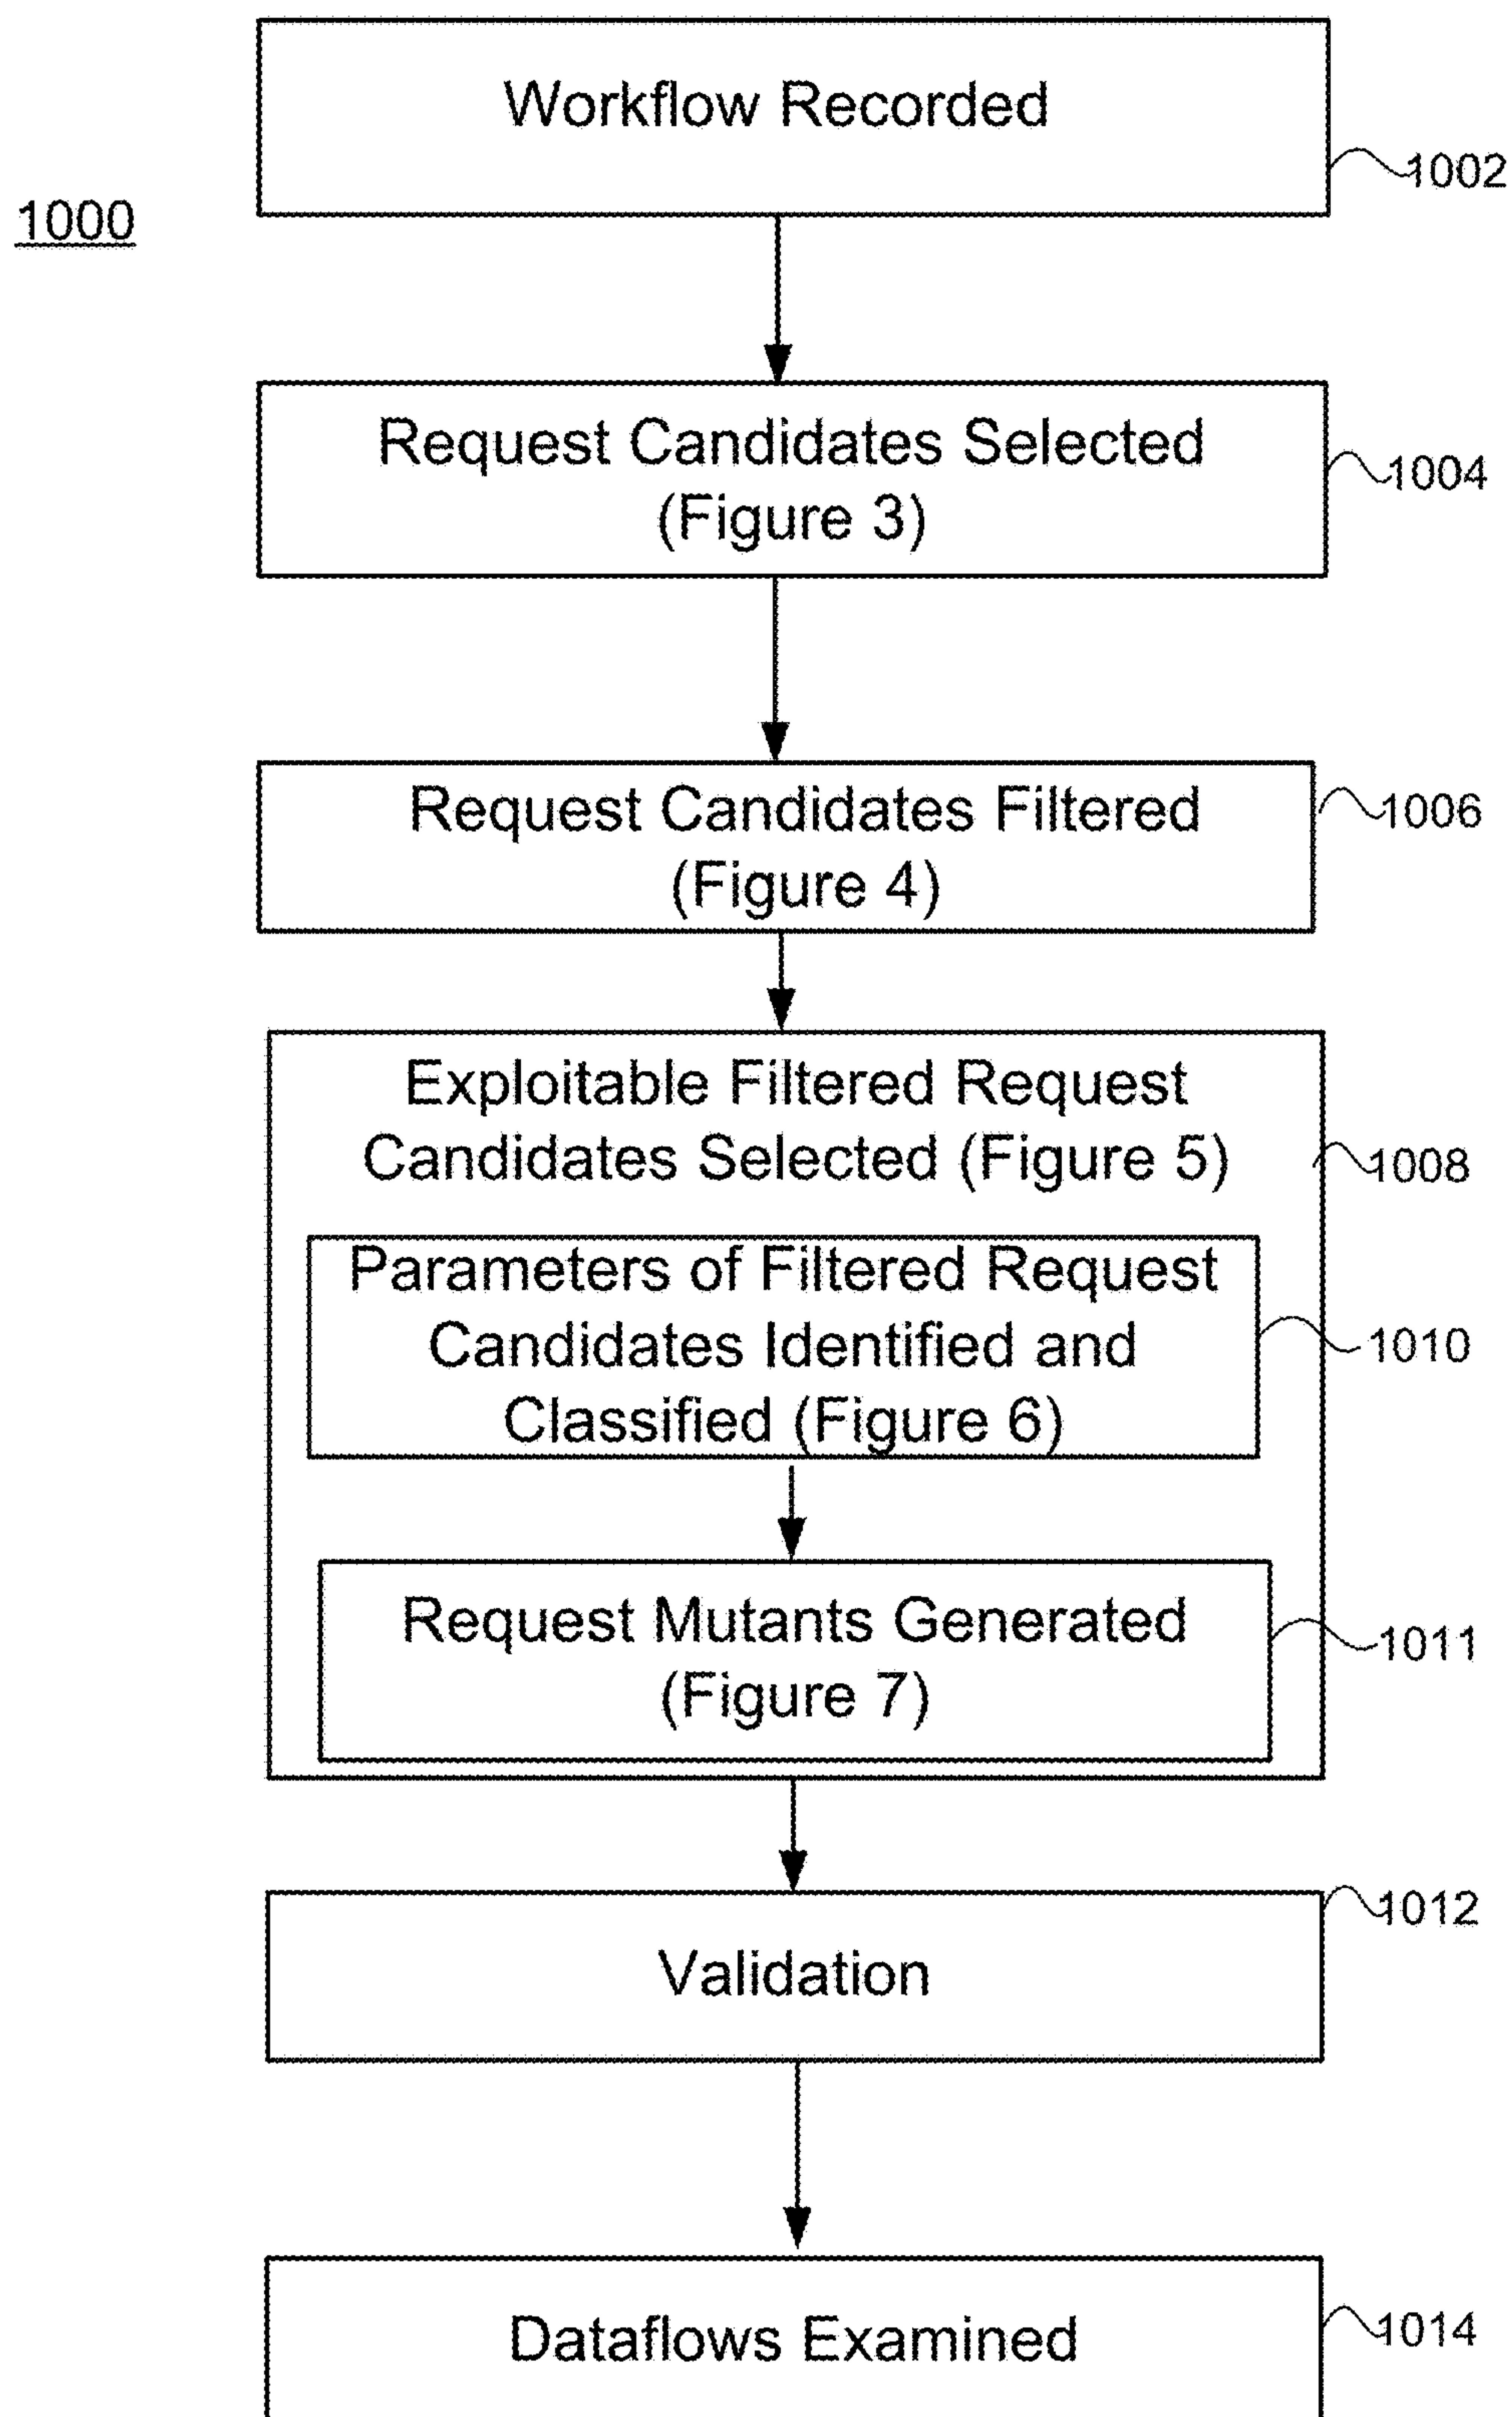 Workflow Recorded
1002
1000
Request Candidates Selected
(Figure 3)
1004
Request Candidates Filtered
(Figure 4)
1006
Exploitable Filtered Request
Candidates Selected (Figure 5)
1008
Parameters of Filtered Request
Candidates Identified and
Classified (Figure 6)
1010
Request Mutants Generated
(Figure 7)
1011
Validation
1012
Dataflows Examined
1014